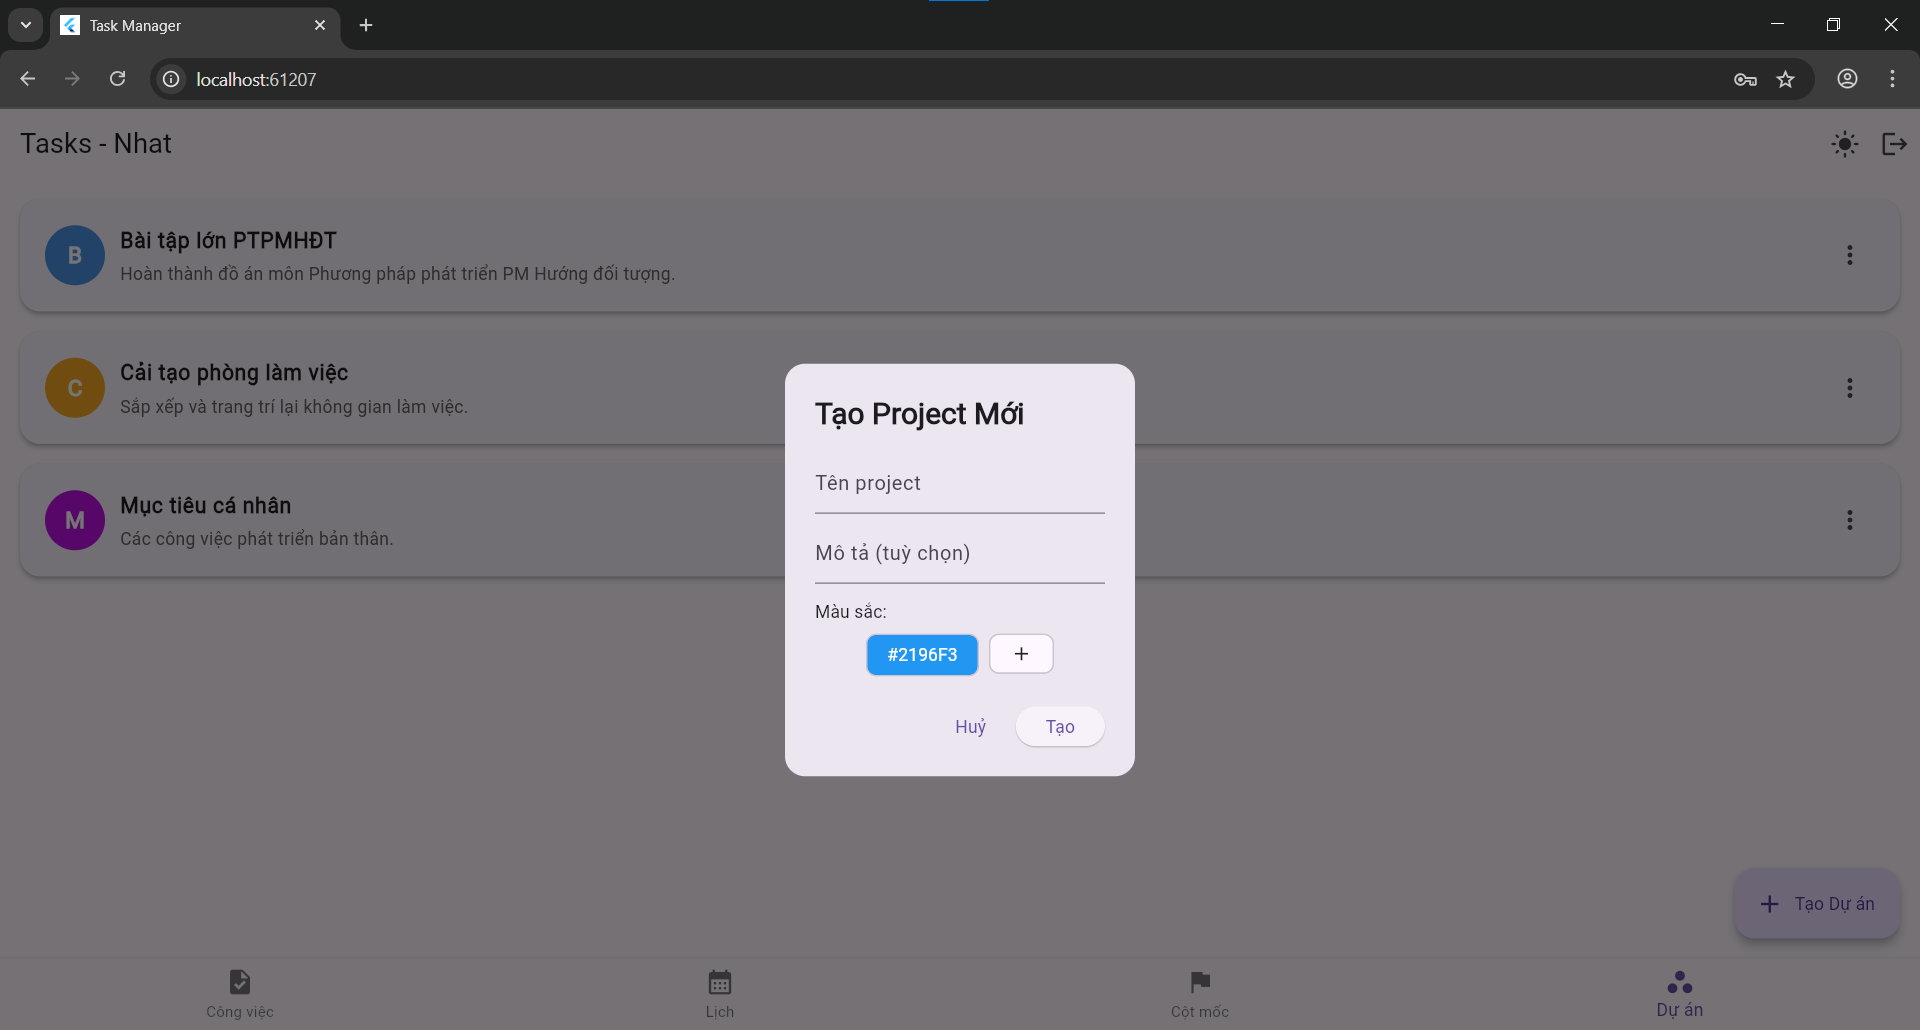 Task Manager
localhost:61207
Tasks - Nhat
B
Bài tập lớn PTPMHĐT
Hoàn thành đồ án môn Phương pháp phát triển PM Hướng đối tượng.
C
Cải tạo phòng làm việc
Sắp xếp và trang trí lại không gian làm việc.
M
Mục tiêu cá nhân
Các công việc phát triển bản thân.
Tạo Project Mới
Tên project
Mô tả (tuỳ chọn)
Màu sắc:
#2196F3
+
Huỷ
Tạo
+ Tạo Dự án
Công việc
Lịch
Cột mốc
Dự án